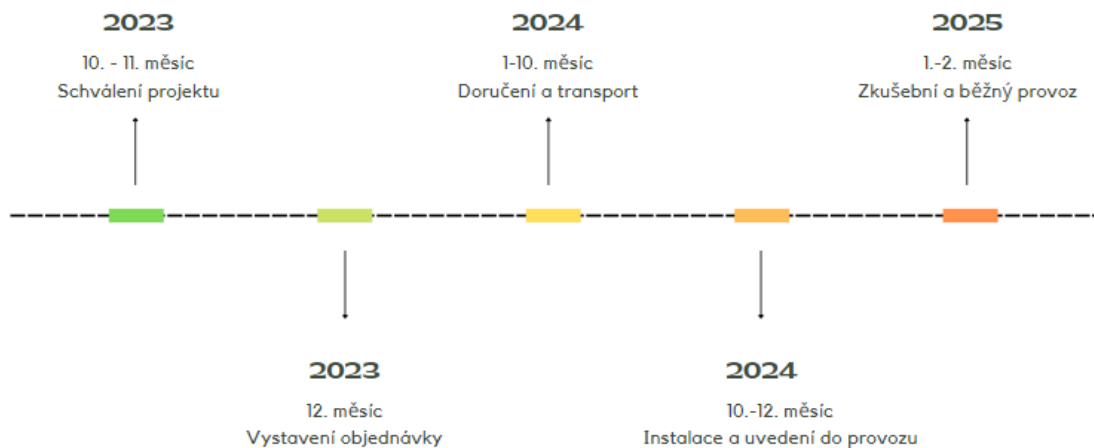 2023
10. - 11. měsíc
Schválení projektu
2024
1-10. měsíc
Doručení a transport
2025
1.-2. měsíc
Zkušební a běžný provoz
2023
12. měsíc
Vystavení objednávky
2024
10.-12. měsíc
Instalace a uvedení do provozu